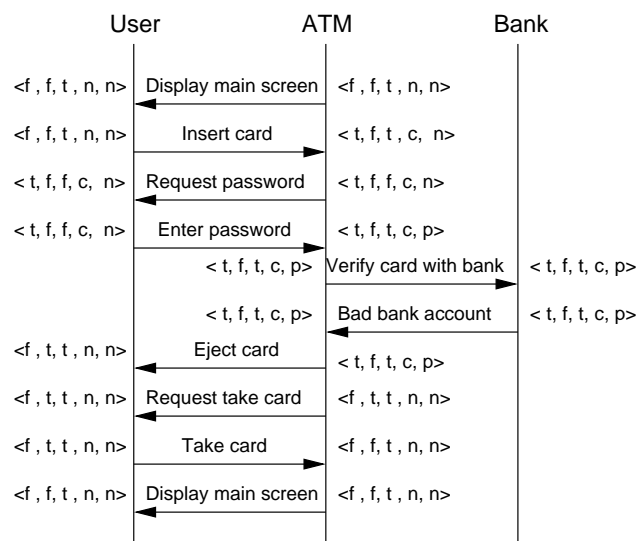 User ATM Bank
<f , f, t , n, n> Display main screen <f , f, t , n, n>
<f , f, t , n, n> Insert card < t, f, t , c, n>
< t, f, f, c, n> Request password < t, f, f, c, n>
< t, f, f, c, n> Enter password < t, f, t, c, p>
< t, f, t, c, p> Verify card with bank < t, f, t, c, p>
< t, f, t, c, p> Bad bank account < t, f, t, c, p>
<f , t, t , n, n> Eject card < t, f, t, c, p>
<f , t, t , n, n> Request take card <f , t, t , n, n>
<f , t, t , n, n> Take card <f , f, t , n, n>
<f , f, t , n, n> Display main screen <f , f, t , n, n>